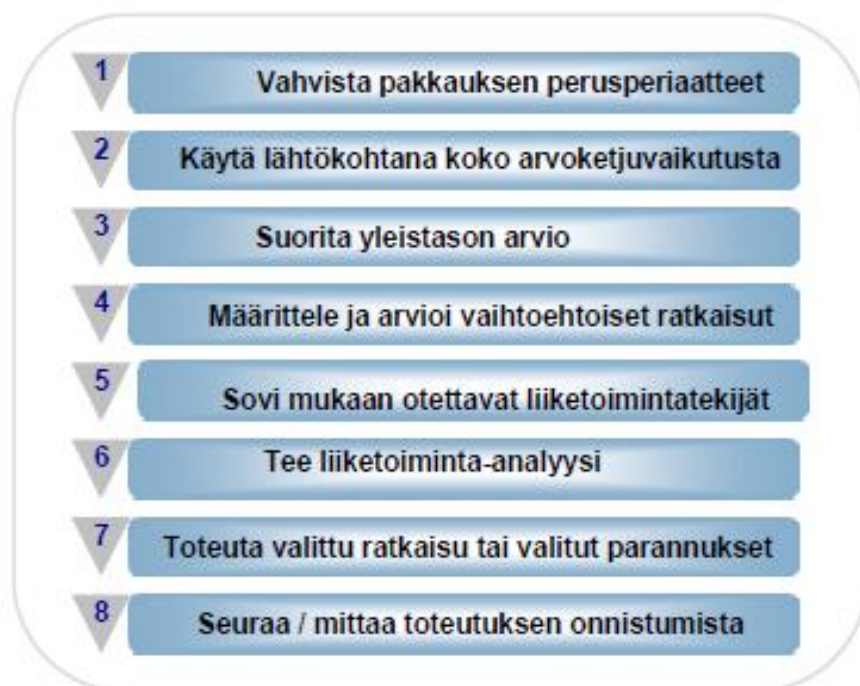 1 Vahvista pakkauksen perusperiaatteet
2 Käytä lähtökohtana koko arvoketjuvaikutusta
3 Suorita yleistason arvio
4 Määrittele ja arvioi vaihtoehtoiset ratkaisut
5 Sovi mukaan otettavat liiketoimintatekijät
6 Tee liiketoiminta-analyysi
7 Toteuta valittu ratkaisu tai valitut parannukset
8 Seuraa / mittaa toteutuksen onnistumista